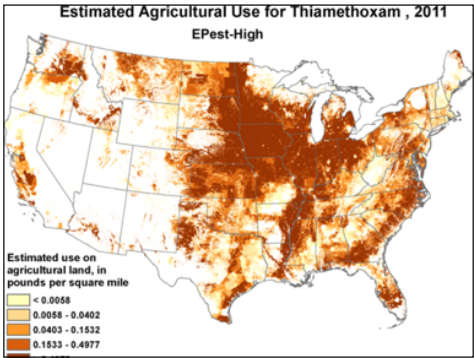 Estimated Agricultural Use for Thiamethoxam , 2011
EPest-High
Estimated use on
agricultural land, in
pounds per square mile
< 0.0058
0.0058 - 0.0402
0.0403 - 0.1532
0.1533 - 0.4977